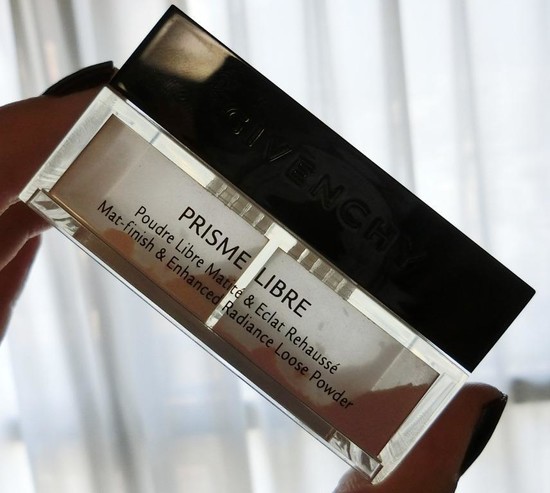 GIVENCHY
PRISME LIBRE
Poudre Libre Matité & Eclat Rehaussé
Mat-finish & Enhanced Radiance Loose Powder